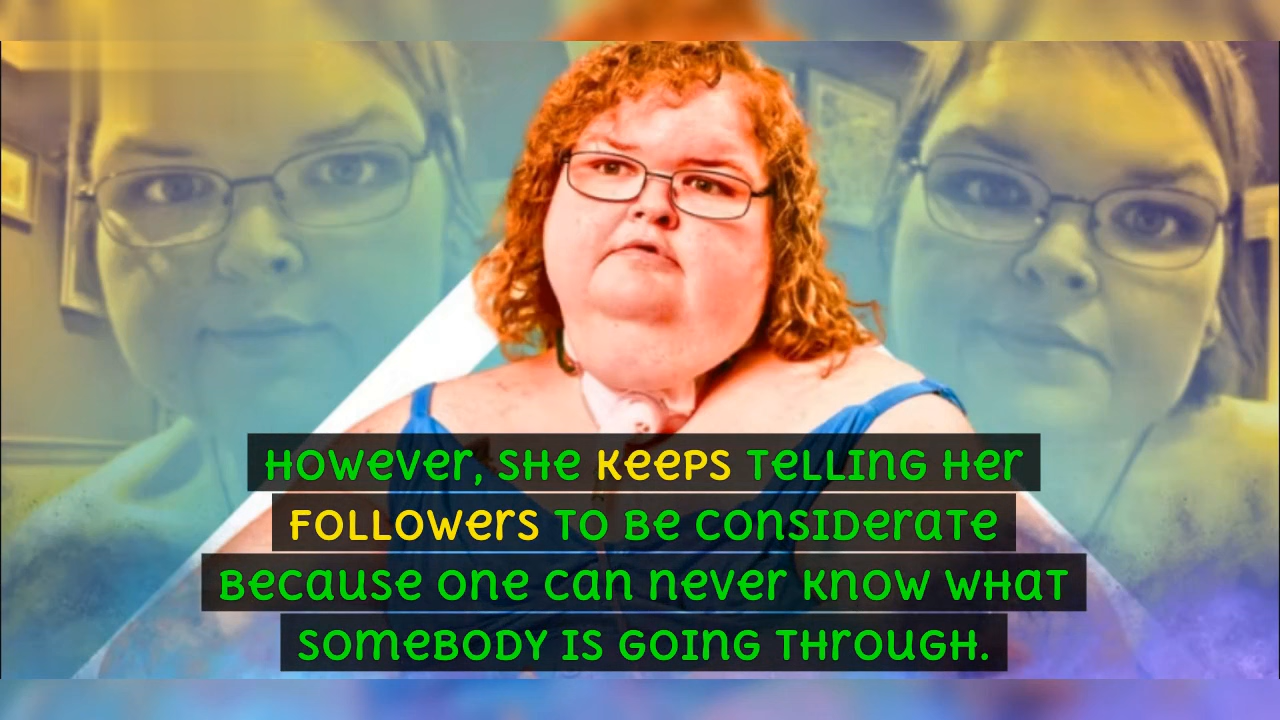 However, she keeps telling her
followers to be considerate
because one can never know what
somebody is going through.